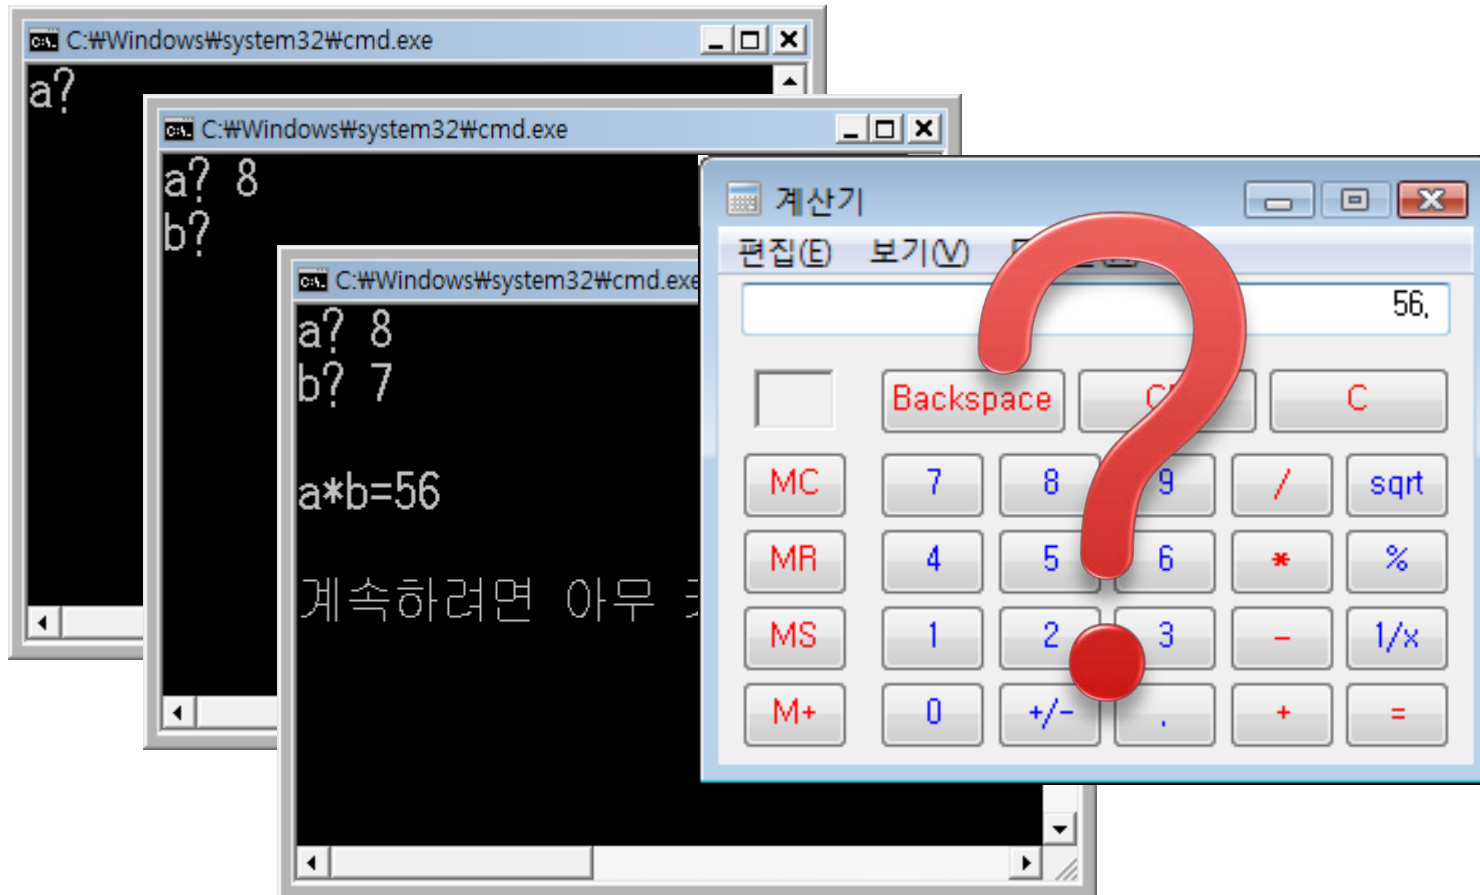 C:₩Windows₩system32₩cmd.exe
a?
C:₩Windows₩system32₩cmd.exe
a? 8
b?
C:₩Windows₩system32₩cmd.exe
a? 8
b? 7
a*b=56
계속하려면 아무
계산기
편집(E) 보기(V)
56,
Backspace C
MC 7 8 9 / sqrt
MR 4 5 6 * %
MS 1 2 3 - 1/x
M+ 0 +/- . + =